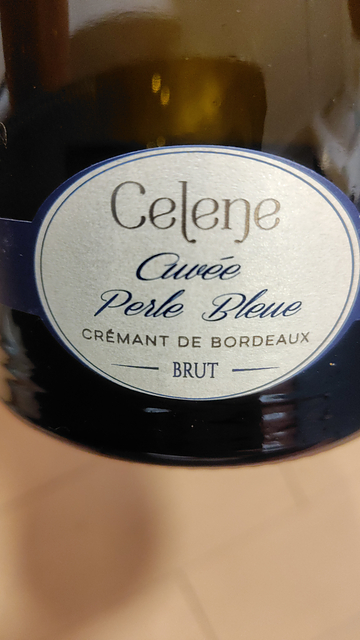 Celene
Cuvée
Perle Bleue
CRÉMANT DE BORDEAUX
BRUT